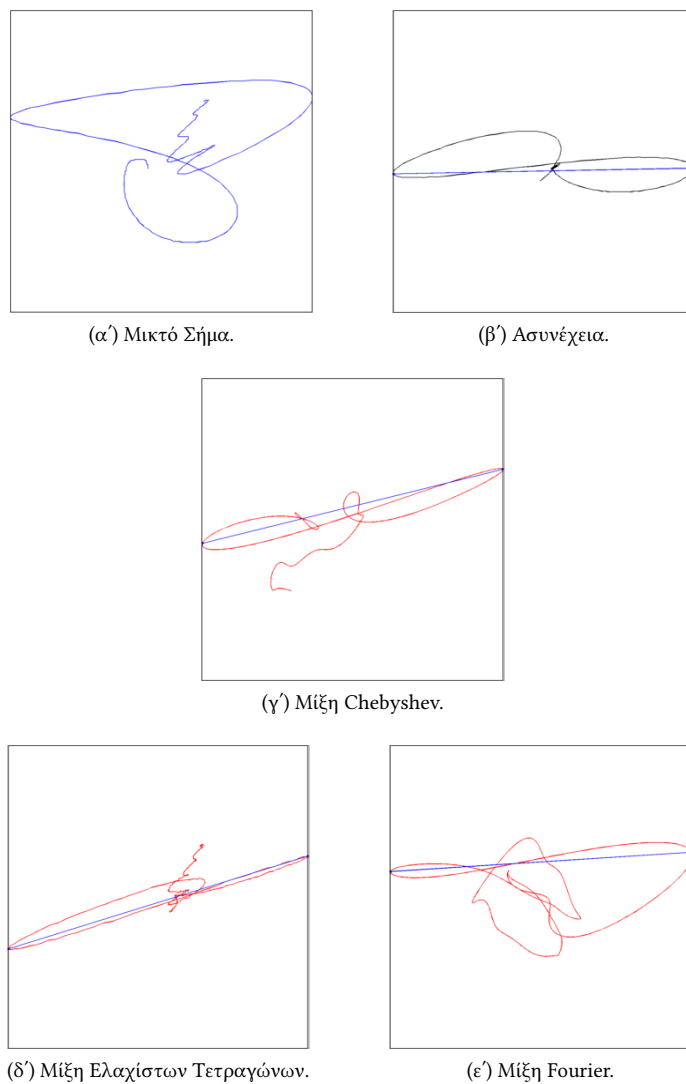 (α′) Μικτό Σήμα.
(β′) Ασυνέχεια.
(γ′) Μίξη Chebyshev.
(δ′) Μίξη Ελαχίστων Τετραγώνων.
(ε′) Μίξη Fourier.